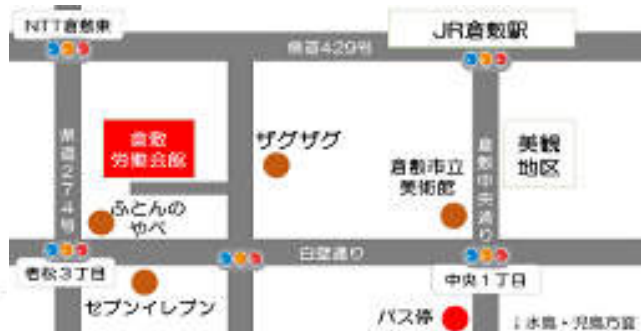 NTT倉敷東
JR倉敷駅
県道429号
倉敷
労働会館
ザグザグ
県道274号
倉敷市立
美術館
倉敷中央通り
美観
地区
ふとんの
やべ
老松3丁目
白壁通り
中央1丁目
セブンイレブン
バス停
↓水島・児島方面